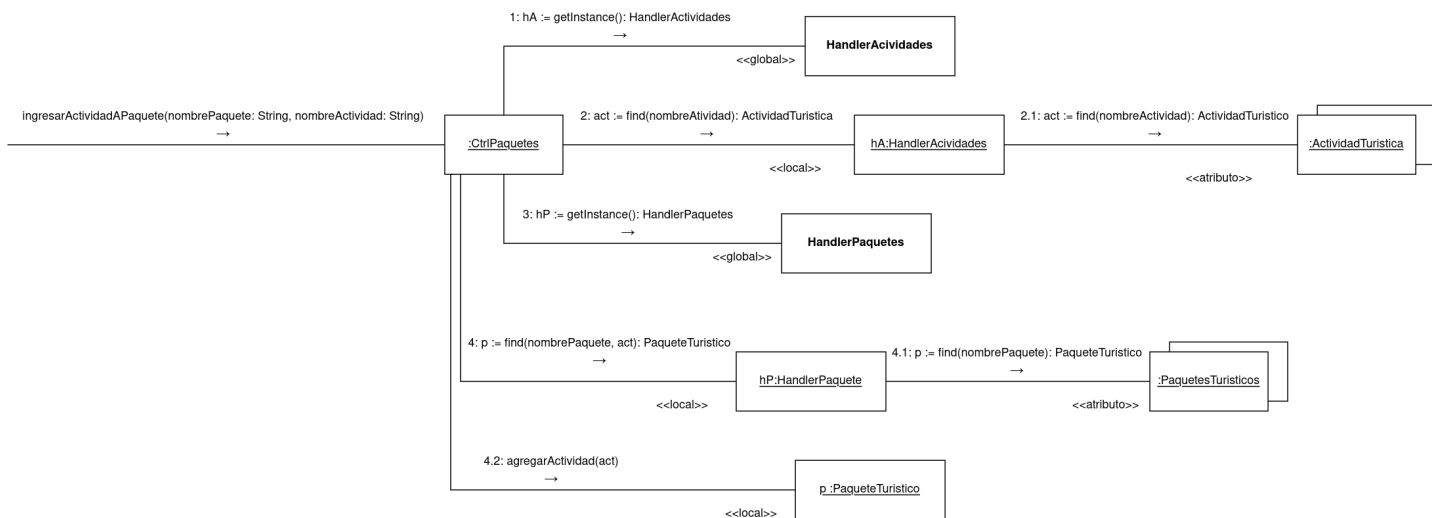 1: hA := getInstance(): HandlerActividades
→
HandlerAcividades
<<global>>
ingresarActividadAPaquete(nombrePaquete: String, nombreActividad: String)
→
:CtrlPaquetes
2: act := find(nombreAtividad): ActividadTuristica
→
<<local>>
hA:HandlerAcividades
2.1: act := find(nombreActividad): ActividadTuristico
→
<<atributo>>
:ActividadTuristica
3: hP := getInstance(): HandlerPaquetes
→
<<global>>
HandlerPaquetes
4: p := find(nombrePaquete, act): PaqueteTuristico
→
<<local>>
hP:HandlerPaquete
4.1: p := find(nombrePaquete): PaqueteTuristico
→
<<atributo>>
:PaquetesTuristicos
4.2: agregarActividad(act)
→
<<local>>
p :PaqueteTuristico